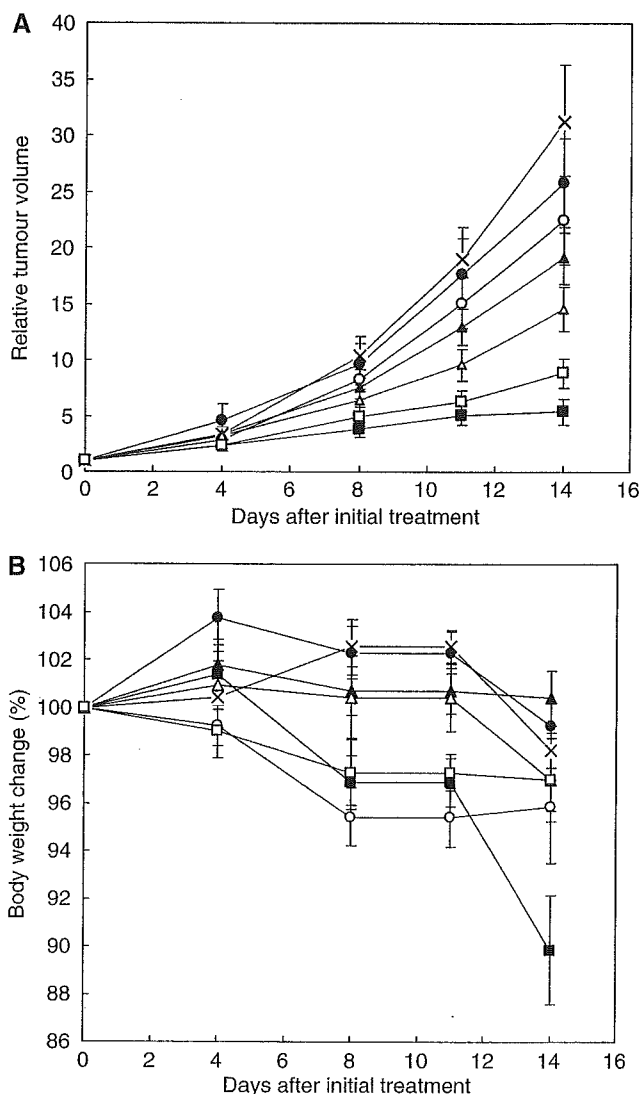 A
40
35
30
25
20
15
10
5
0
Relative tumour volume
0 2 4 6 8 10 12 14 16
Days after initial treatment
B
106
104
102
100
98
96
94
92
90
88
86
Body weight change (%)
0 2 4 6 8 10 12 14 16
Days after initial treatment